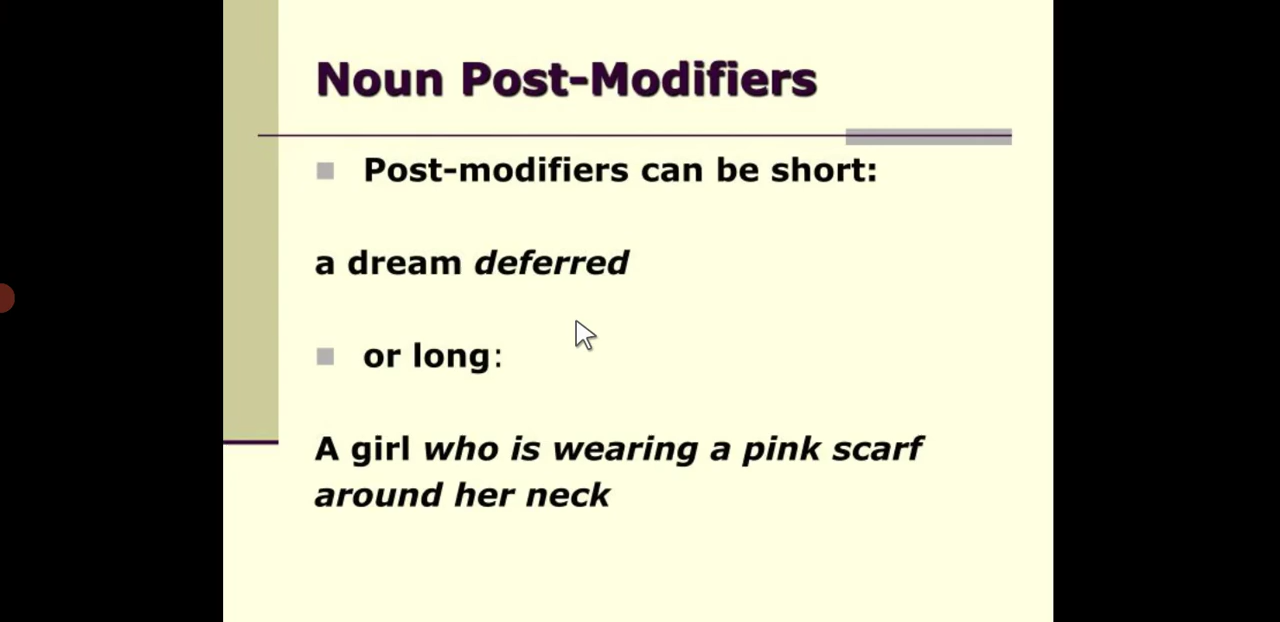 Noun Post-Modifiers
Post-modifiers can be short:
a dream deferred
or long:
A girl who is wearing a pink scarf
around her neck